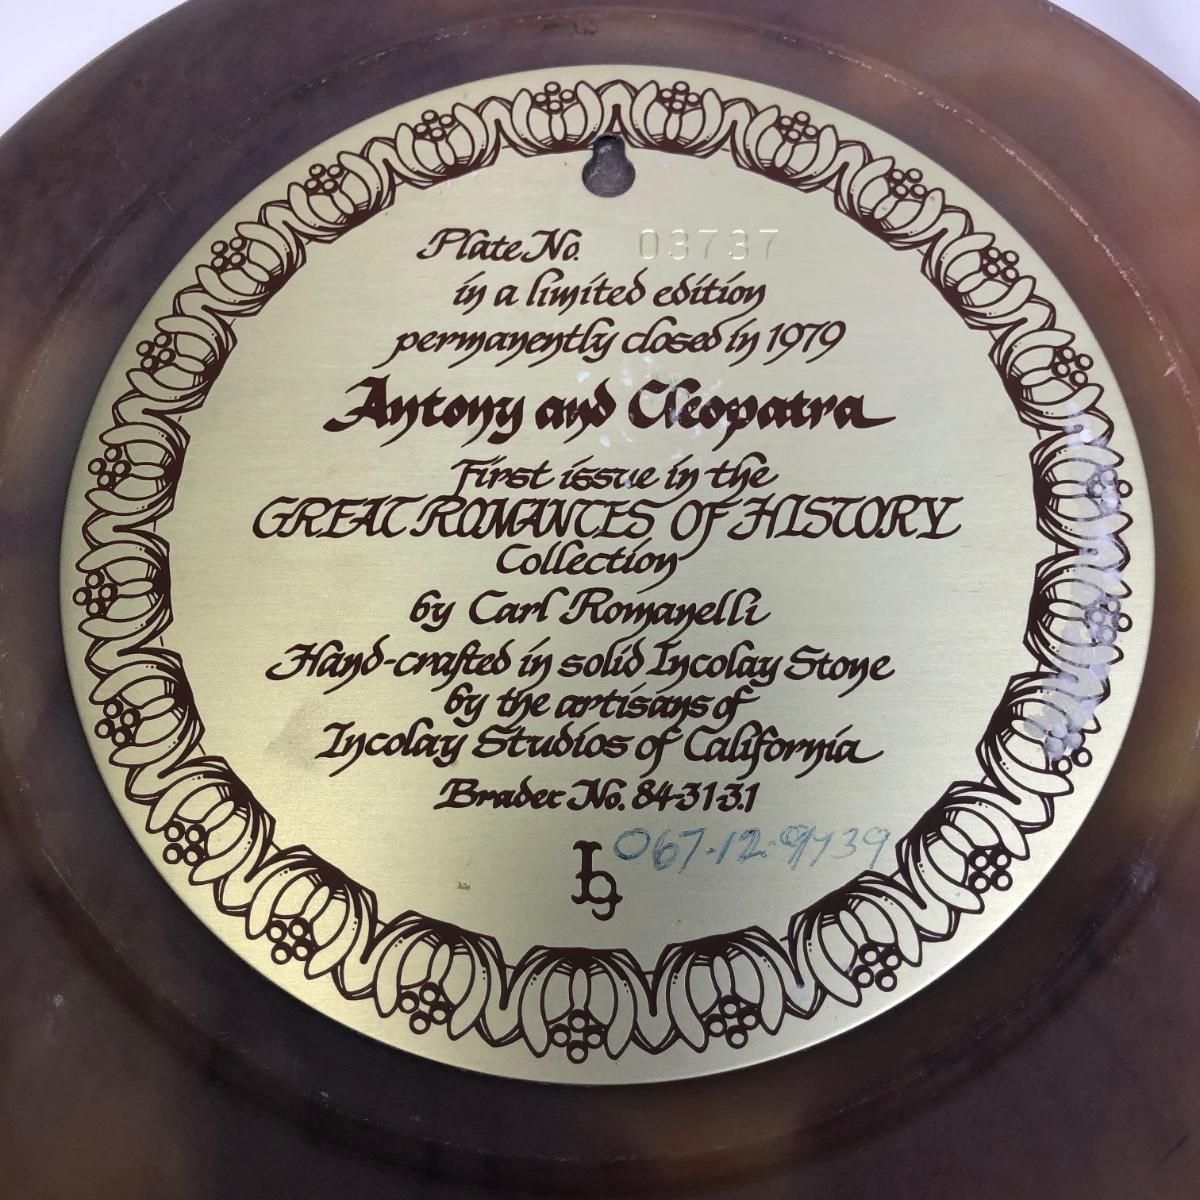 Plate No. 03737
in a limited edition
permanently closed in 1979
Antony and Cleopatra
First issue in the
GREAT ROMANCES OF HISTORY
Collection
by Carl Romanelli
Hand-crafted in solid Incolay Stone
by the artisans of
Incolay Studios of California
Bradex No. 84-31-3.1
067-12-9439